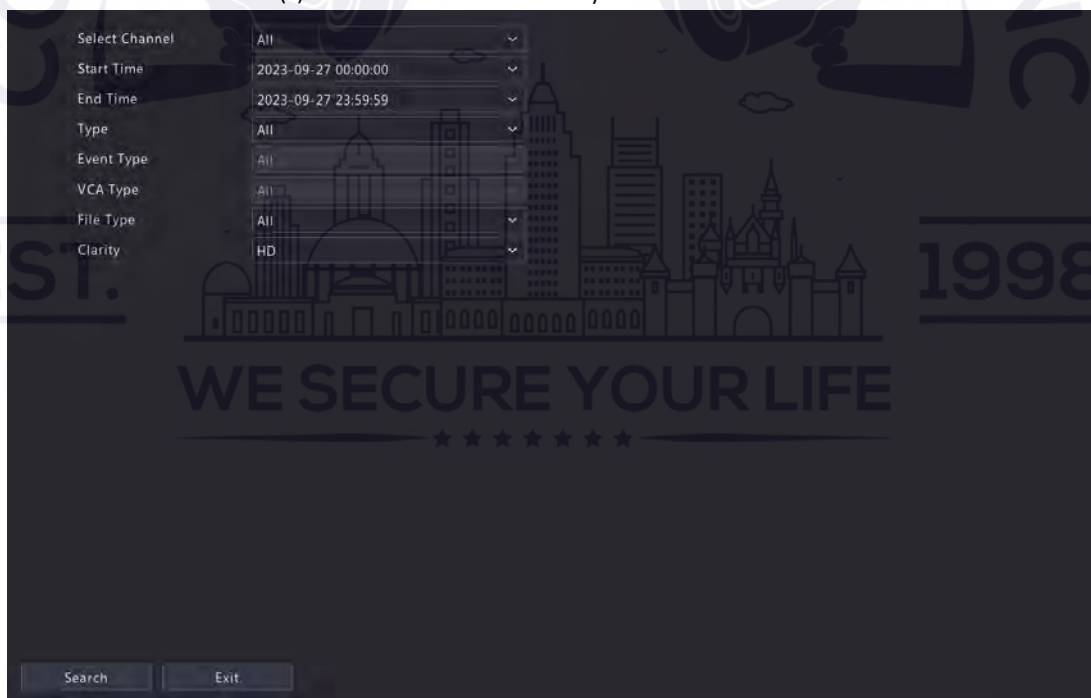 Select Channel All
Start Time 2023-09-27 00:00:00
End Time 2023-09-27 23:59:59
Type All
Event Type All
VCA Type All
File Type All
Clarity HD
ST. 1998
WE SECURE YOUR LIFE
Search Exit